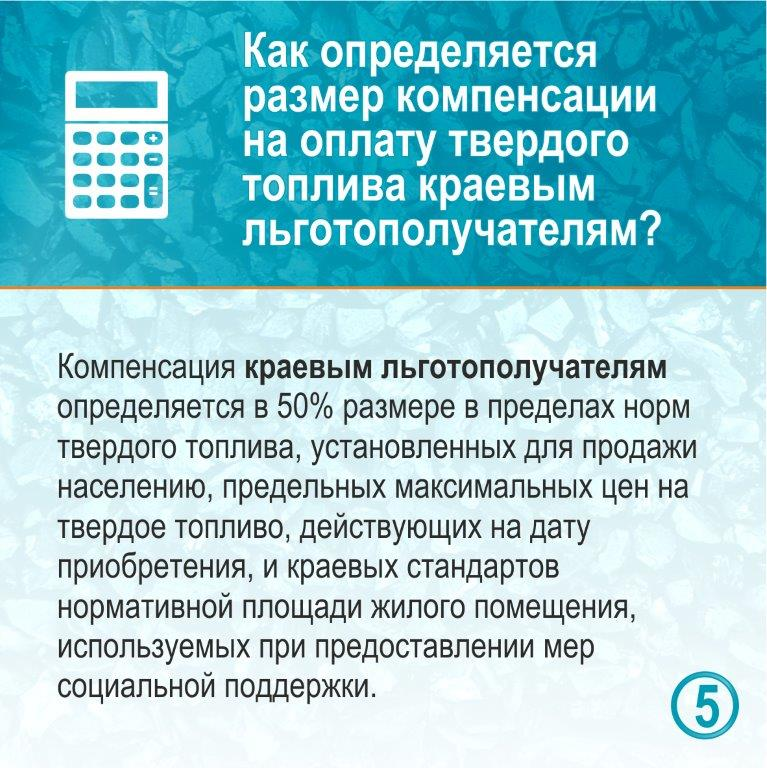 Как определяется
размер компенсации
на оплату твердого
топлива краевым
льготополучателям?
Компенсация краевым льготополучателям
определяется в 50% размере в пределах норм
твердого топлива, установленных для продажи
населению, предельных максимальных цен на
твердое топливо, действующих на дату
приобретения, и краевых стандартов
нормативной площади жилого помещения,
используемых при предоставлении мер
социальной поддержки.
5